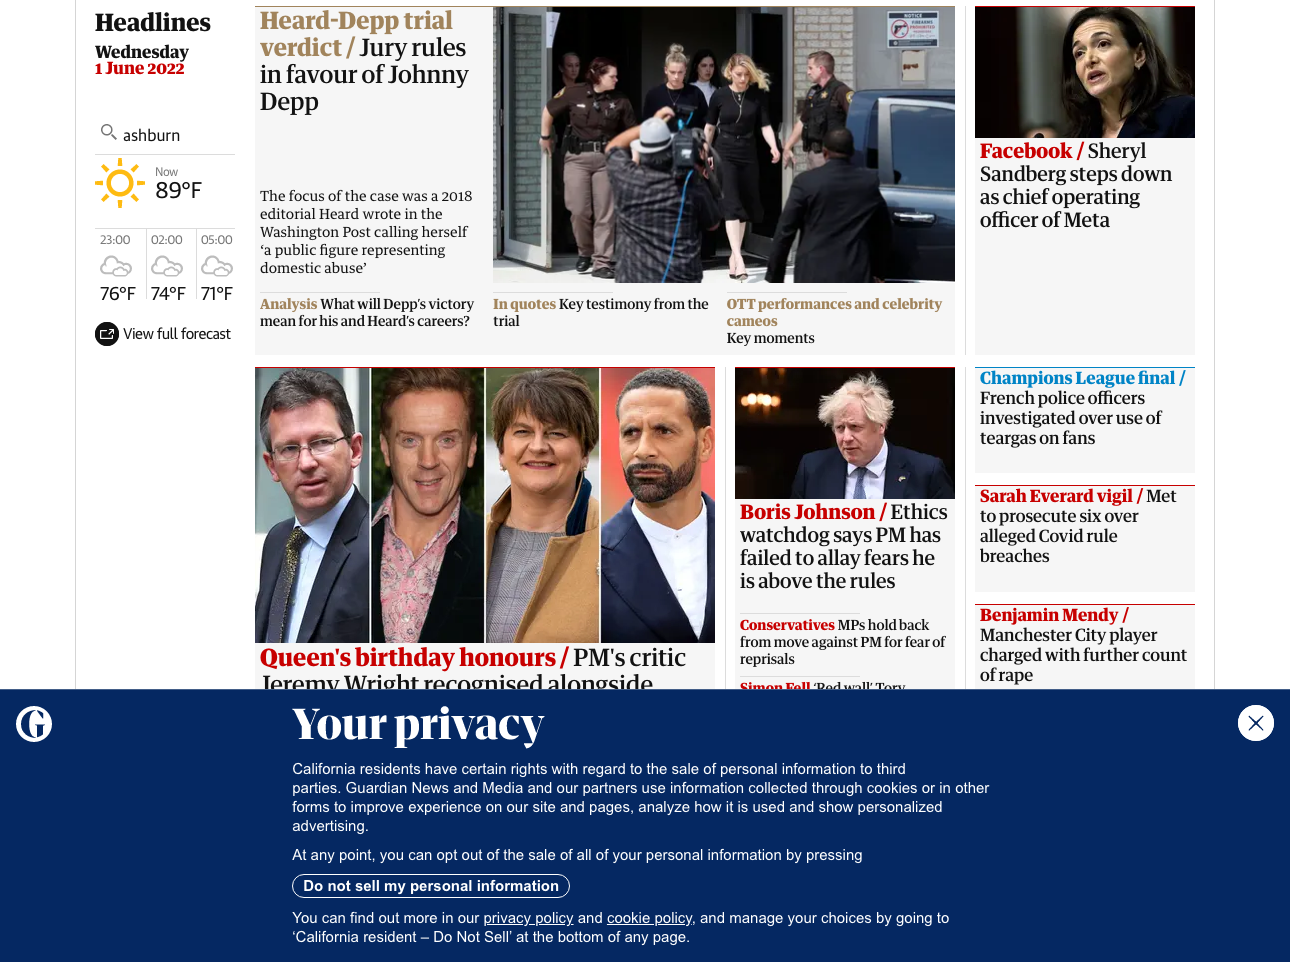 Headlines
Wednesday
1 June 2022
ashburn
Now
89°F
23:00
02:00
05:00
76°F
74°F
71°F
View full forecast
Heard-Depp trial
verdict / Jury rules
in favour of Johnny
Depp
The focus of the case was a 2018
editorial Heard wrote in the
Washington Post calling herself
‘a public figure representing
domestic abuse’
NOTICE
Analysis What will Depp’s victory
mean for his and Heard’s careers?
In quotes Key testimony from the
trial
OTT performances and celebrity
cameos
Key moments
Facebook / Sheryl
Sandberg steps down
as chief operating
officer of Meta
Queen's birthday honours / PM's critic
Jeremy Wright recognised alongside
Boris Johnson / Ethics
watchdog says PM has
failed to allay fears he
is above the rules
Conservatives MPs hold back
from move against PM for fear of
reprisals
Simon Fell ‘Red wall’ Tory
Champions League final /
French police officers
investigated over use of
teargas on fans
Sarah Everard vigil / Met
to prosecute six over
alleged Covid rule
breaches
Benjamin Mendy /
Manchester City player
charged with further count
of rape
G
Your privacy
California residents have certain rights with regard to the sale of personal information to third
parties. Guardian News and Media and our partners use information collected through cookies or in other
forms to improve experience on our site and pages, analyze how it is used and show personalized
advertising.
At any point, you can opt out of the sale of all of your personal information by pressing
Do not sell my personal information
You can find out more in our privacy policy and cookie policy, and manage your choices by going to
‘California resident – Do Not Sell’ at the bottom of any page.